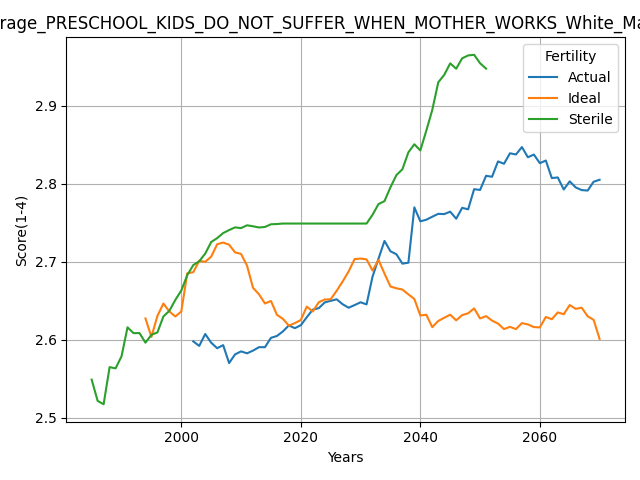 rage_PRESCHOOL_KIDS_DO_NOT_SUFFER_WHEN_MOTHER_WORKS_White_Ma
Fertility
Actual
Ideal
Sterile
Score(1-4)
2.9
2.8
2.7
2.6
2.5
2000 2020 2040 2060
Years